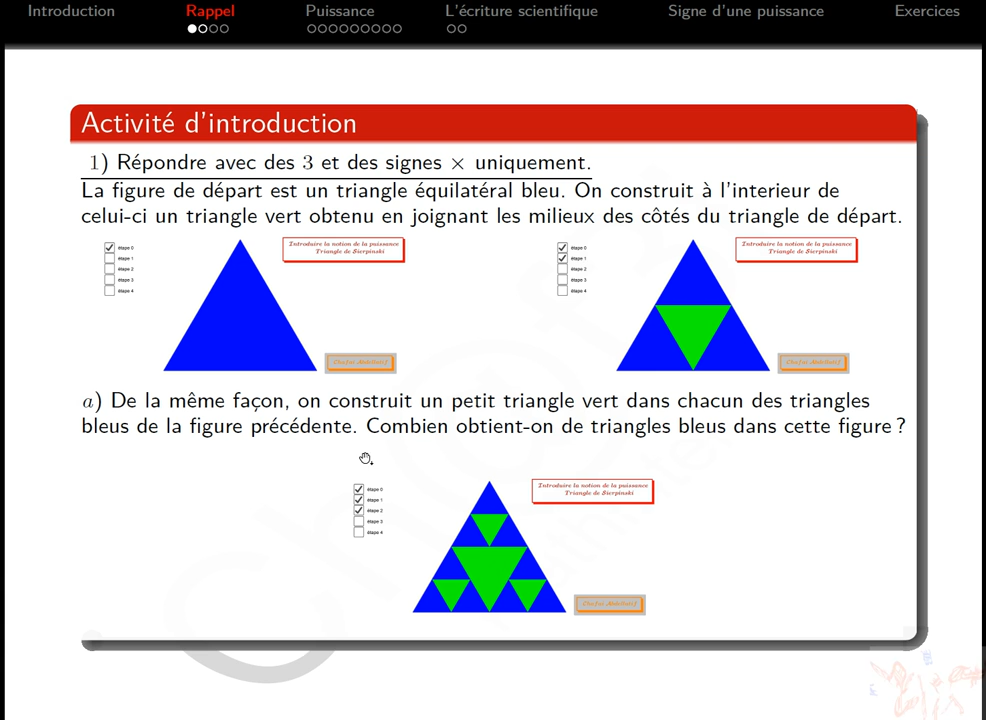 Introduction Rappel Puissance L'écriture scientifique Signe d'une puissance Exercices
Activité d'introduction
1) Répondre avec des 3 et des signes × uniquement.
La figure de départ est un triangle équilatéral bleu. On construit à l'interieur de
celui-ci un triangle vert obtenu en joignant les milieux des côtés du triangle de départ.
étape 0
étape 1
étape 2
étape 3
étape 4
Introduire la notion de la puissance
Triangle de Sierpinski
Chafai Abdellatif
étape 0
étape 1
étape 2
étape 3
étape 4
Introduire la notion de la puissance
Triangle de Sierpinski
Chafai Abdellatif
a) De la même façon, on construit un petit triangle vert dans chacun des triangles
bleus de la figure précédente. Combien obtient-on de triangles bleus dans cette figure ?
étape 0
étape 1
étape 2
étape 3
étape 4
Introduire la notion de la puissance
Triangle de Sierpinski
Chafai Abdellatif